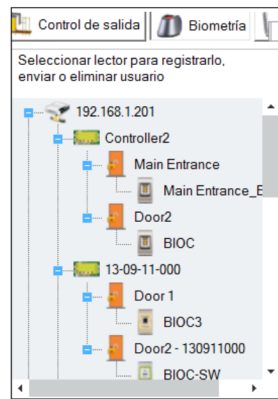 Control de salida Biometría
Seleccionar lector para registrarlo,
enviar o eliminar usuario
192.168.1.201
Controller2
Main Entrance
Main Entrance_E
Door2
BIOC
13-09-11-000
Door 1
BIOC3
Door2 - 130911000
BIOC-SW